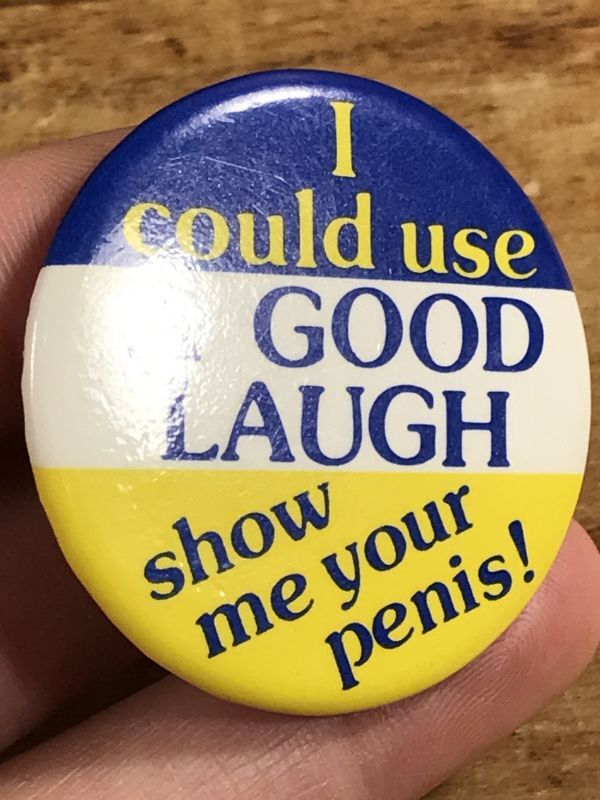 I
could use
A GOOD
LAUGH
show
me your
penis!